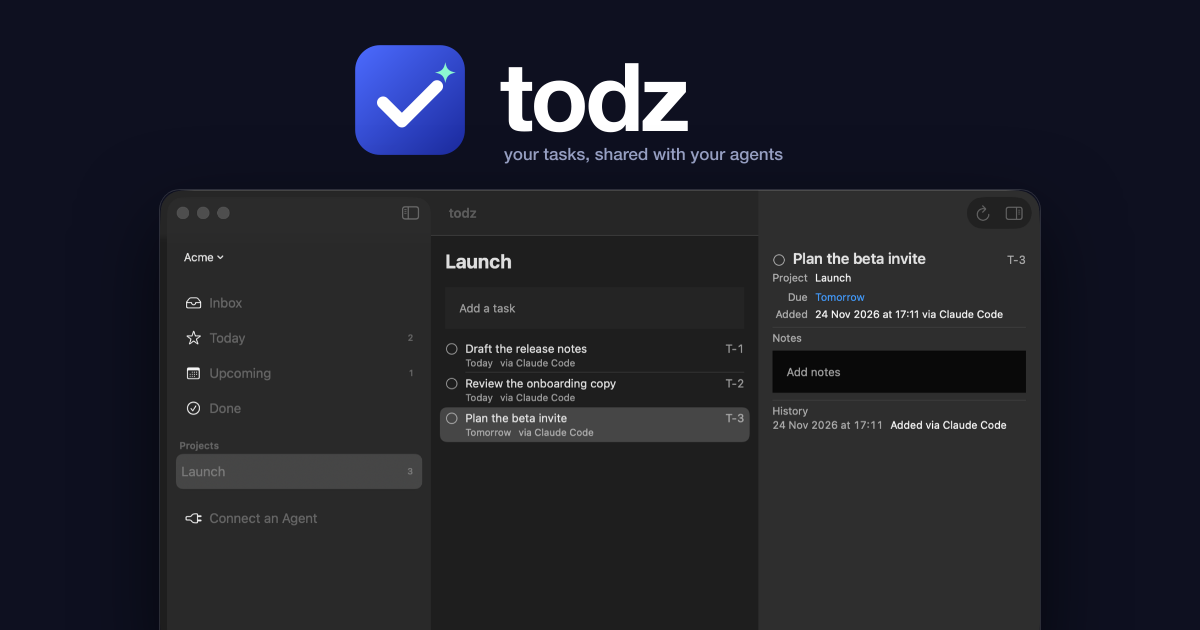 todz
your tasks, shared with your agents
Acme
Inbox
Today 2
Upcoming 1
Done
Projects
Launch 3
Connect an Agent
todz
Launch
Add a task
Draft the release notes T-1
Today via Claude Code
Review the onboarding copy T-2
Today via Claude Code
Plan the beta invite T-3
Tomorrow via Claude Code
Plan the beta invite T-3
Project Launch
Due Tomorrow
Added 24 Nov 2026 at 17:11 via Claude Code
Notes
Add notes
History
24 Nov 2026 at 17:11 Added via Claude Code